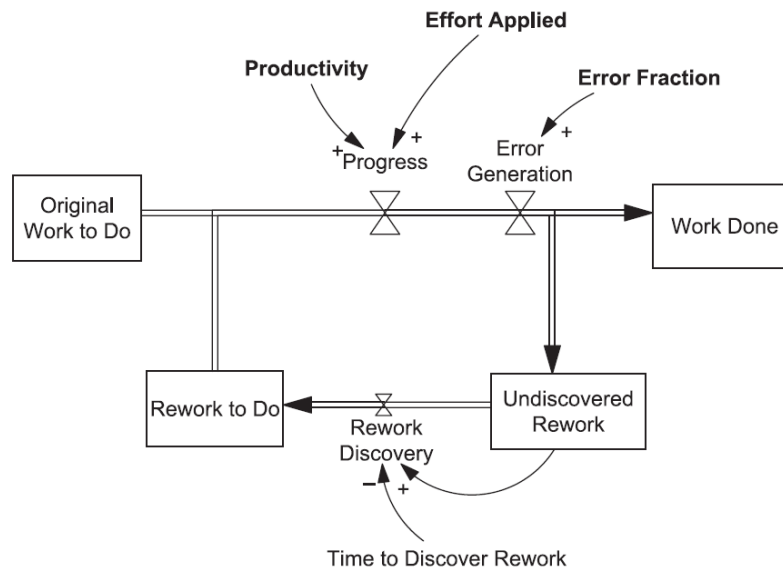 Effort Applied
Productivity
Error Fraction
+
+
+
Progress
Error
Generation
Original
Work to Do
Work Done
Rework to Do
Undiscovered
Rework
Rework
Discovery
−
+
Time to Discover Rework